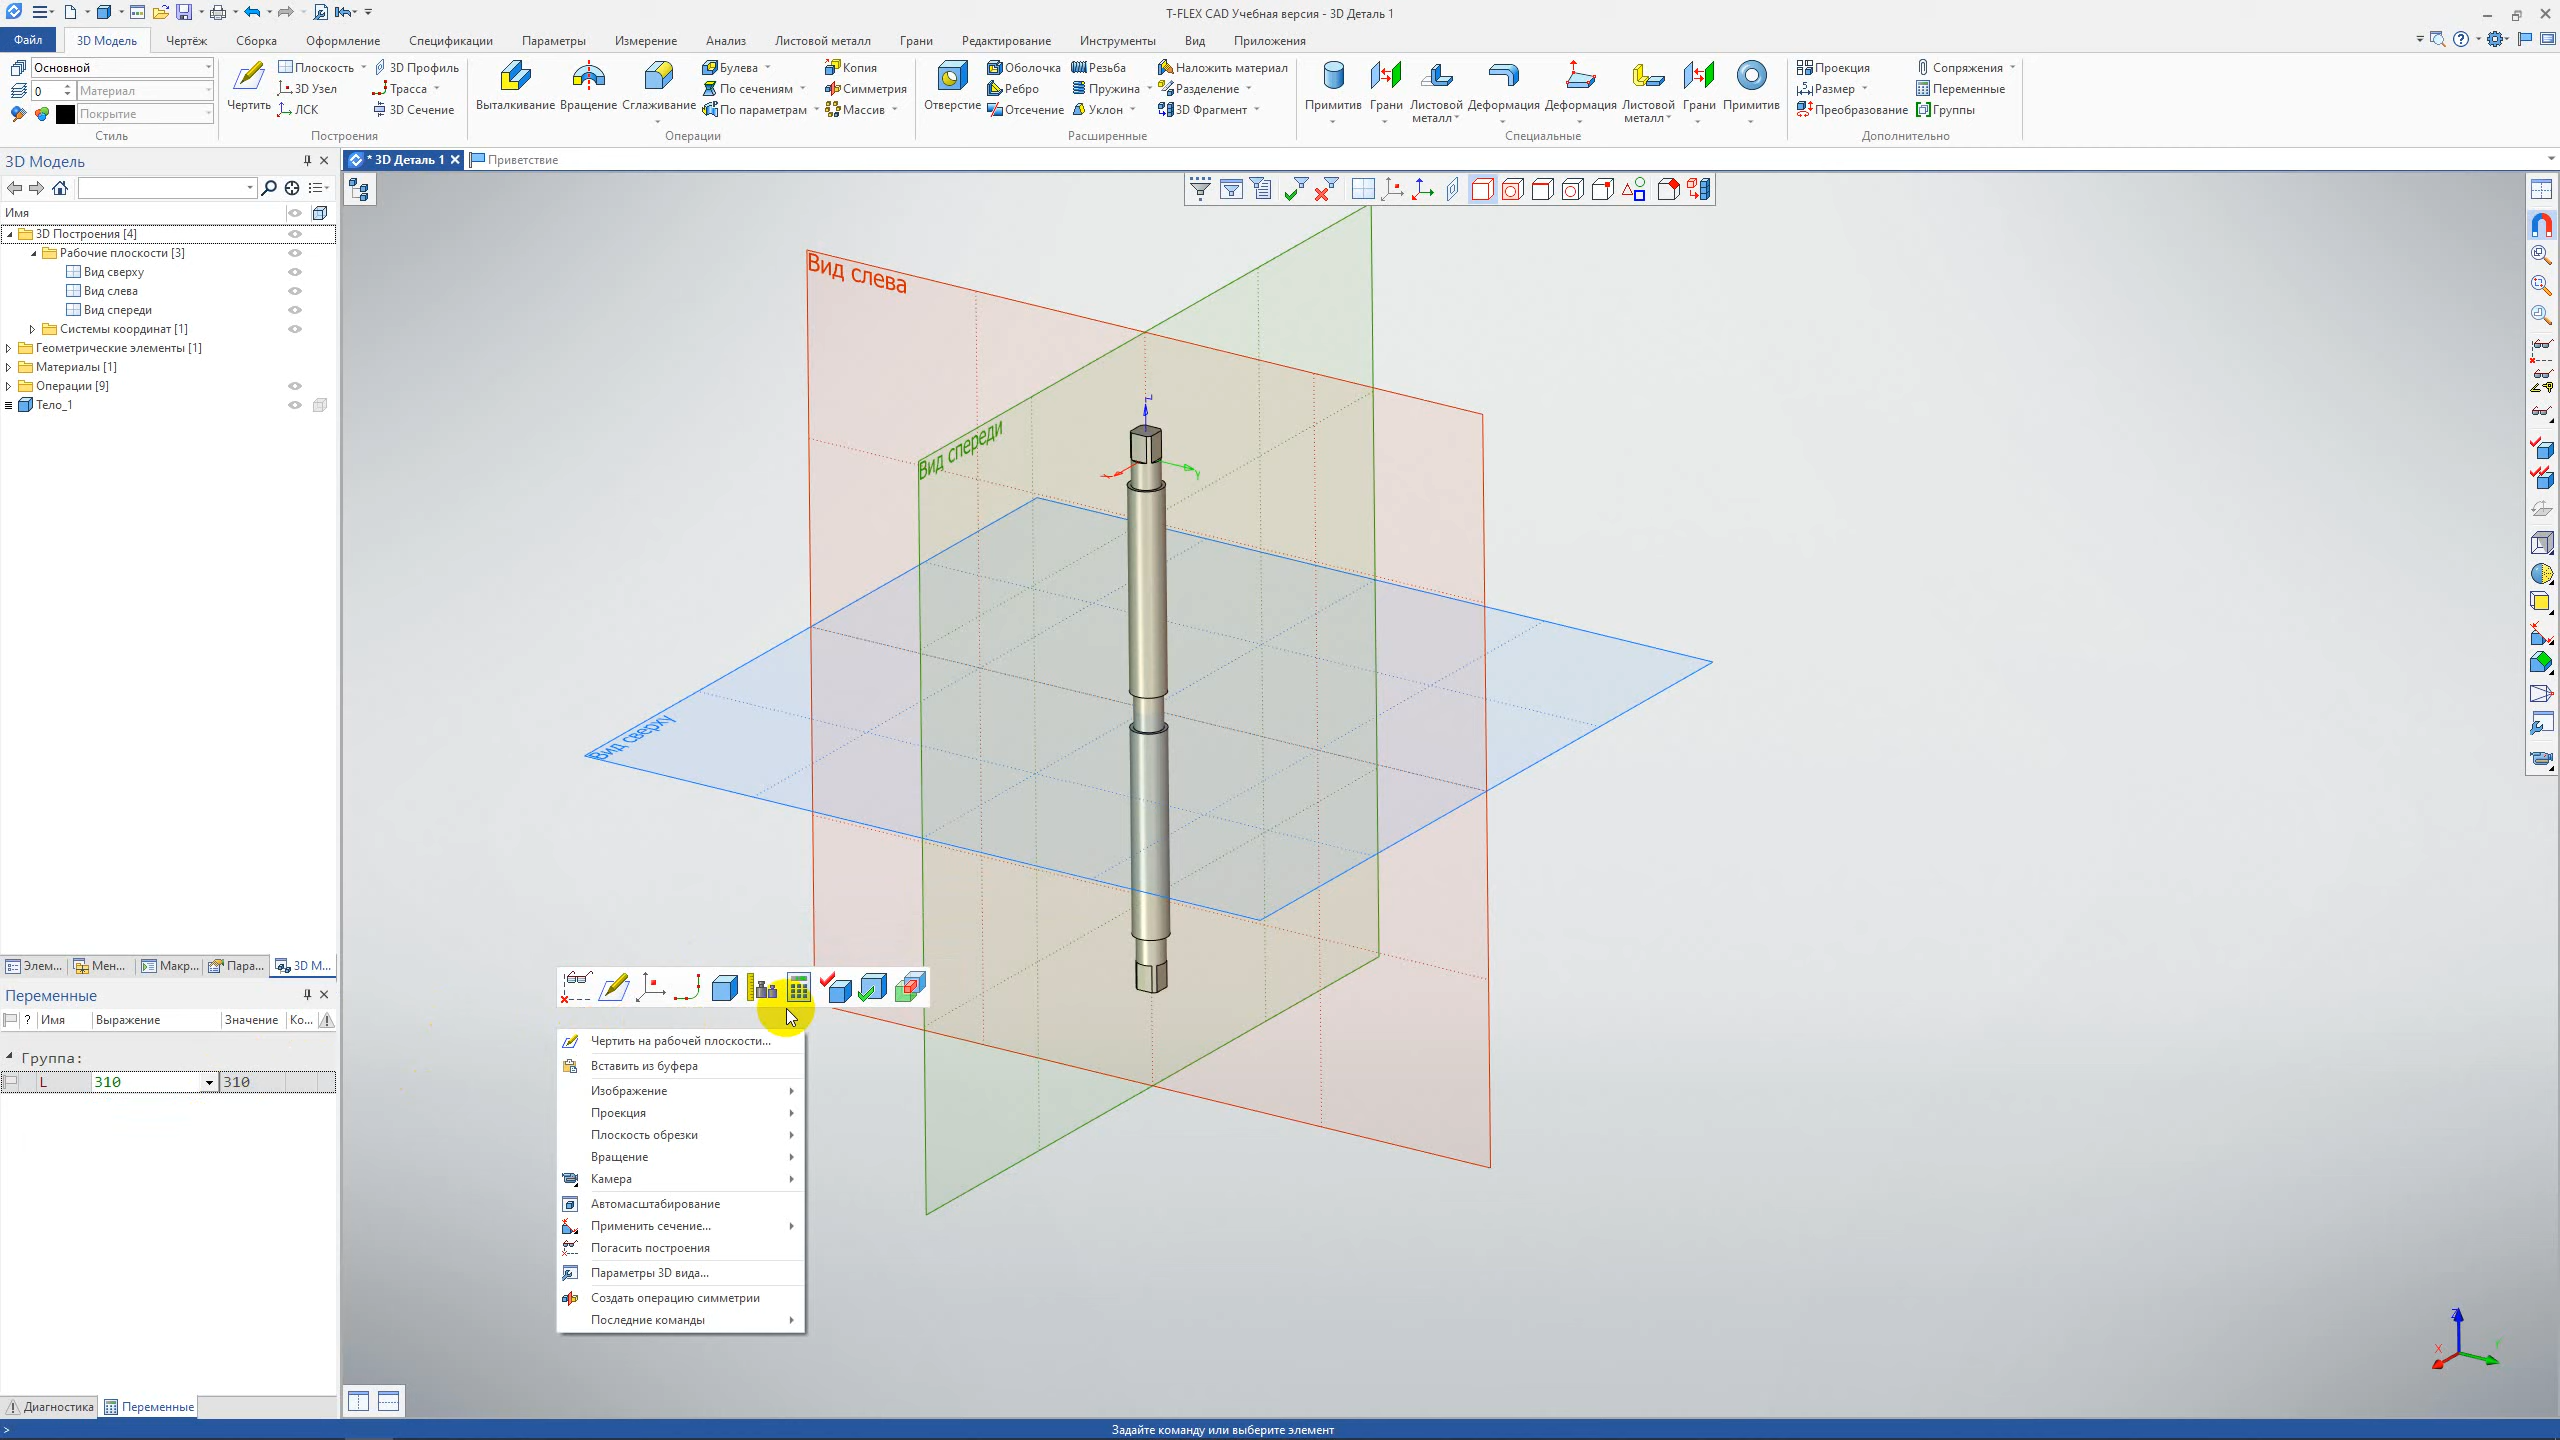 T-FLEX CAD Учебная версия - 3D Деталь 1
Файл 3D Модель Чертёж Сборка Оформление Спецификации Параметры Измерение Анализ Листовой металл Грани Редактирование Инструменты Вид Приложения
Основной
0 Материал
Покрытие
Стиль
Чертить
Плоскость
3D Узел
ЛСК
3D Профиль
Трасса
3D Сечение
Построения
Выталкивание
Вращение
Сглаживание
Булева
По сечениям
По параметрам
Копия
Симметрия
Массив
Операции
Отверстие
Оболочка
Ребро
Отсечение
Резьба
Пружина
Уклон
Наложить материал
Разделение
3D Фрагмент
Расширенные
Примитив
Грани
Листовой металл
Деформация
Деформация
Листовой металл
Грани
Примитив
Специальные
Проекция
Размер
Преобразование
Сопряжения
Переменные
Группы
Дополнительно
3D Модель
* 3D Деталь 1
Приветствие
Имя
3D Построения [4]
Рабочие плоскости [3]
Вид сверху
Вид слева
Вид спереди
Системы координат [1]
Геометрические элементы [1]
Материалы [1]
Операции [9]
Тело_1
Вид слева
Вид спереди
Вид сверху
Z
X
Y
Элем... Мен... Макр... Пара... 3D М...
Переменные
? Имя Выражение Значение Ко...
Группа:
L 310 310
Чертить на рабочей плоскости...
Вставить из буфера
Изображение
Проекция
Плоскость обрезки
Вращение
Камера
Автомасштабирование
Применить сечение...
Погасить построения
Параметры 3D вида...
Создать операцию симметрии
Последние команды
Z
X
Y
Диагностика Переменные
>
Задайте команду или выберите элемент